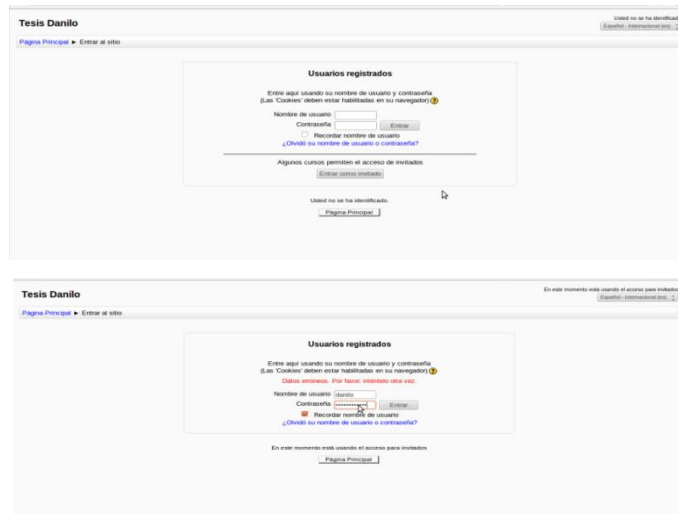 Tesis Danilo
Usted no se ha identificado
Español - Internacional (es)
Página Principal ► Entrar al sitio
Usuarios registrados
Entre aquí usando su nombre de usuario y contraseña
(Las 'Cookies' deben estar habilitadas en su navegador) ?
Nombre de usuario
Contraseña Entrar
Recordar nombre de usuario
¿Olvidó su nombre de usuario o contraseña?
Algunos cursos permiten el acceso de invitados
Entrar como invitado
Usted no se ha identificado.
Página Principal
Tesis Danilo
En este momento está usando el acceso para invitados
Español - Internacional (es)
Página Principal ► Entrar al sitio
Usuarios registrados
Entre aquí usando su nombre de usuario y contraseña
(Las 'Cookies' deben estar habilitadas en su navegador) ?
Datos erróneos. Por favor, inténtelo otra vez.
Nombre de usuario danilo
Contraseña Entrar
Recordar nombre de usuario
¿Olvidó su nombre de usuario o contraseña?
En este momento está usando el acceso para invitados
Página Principal